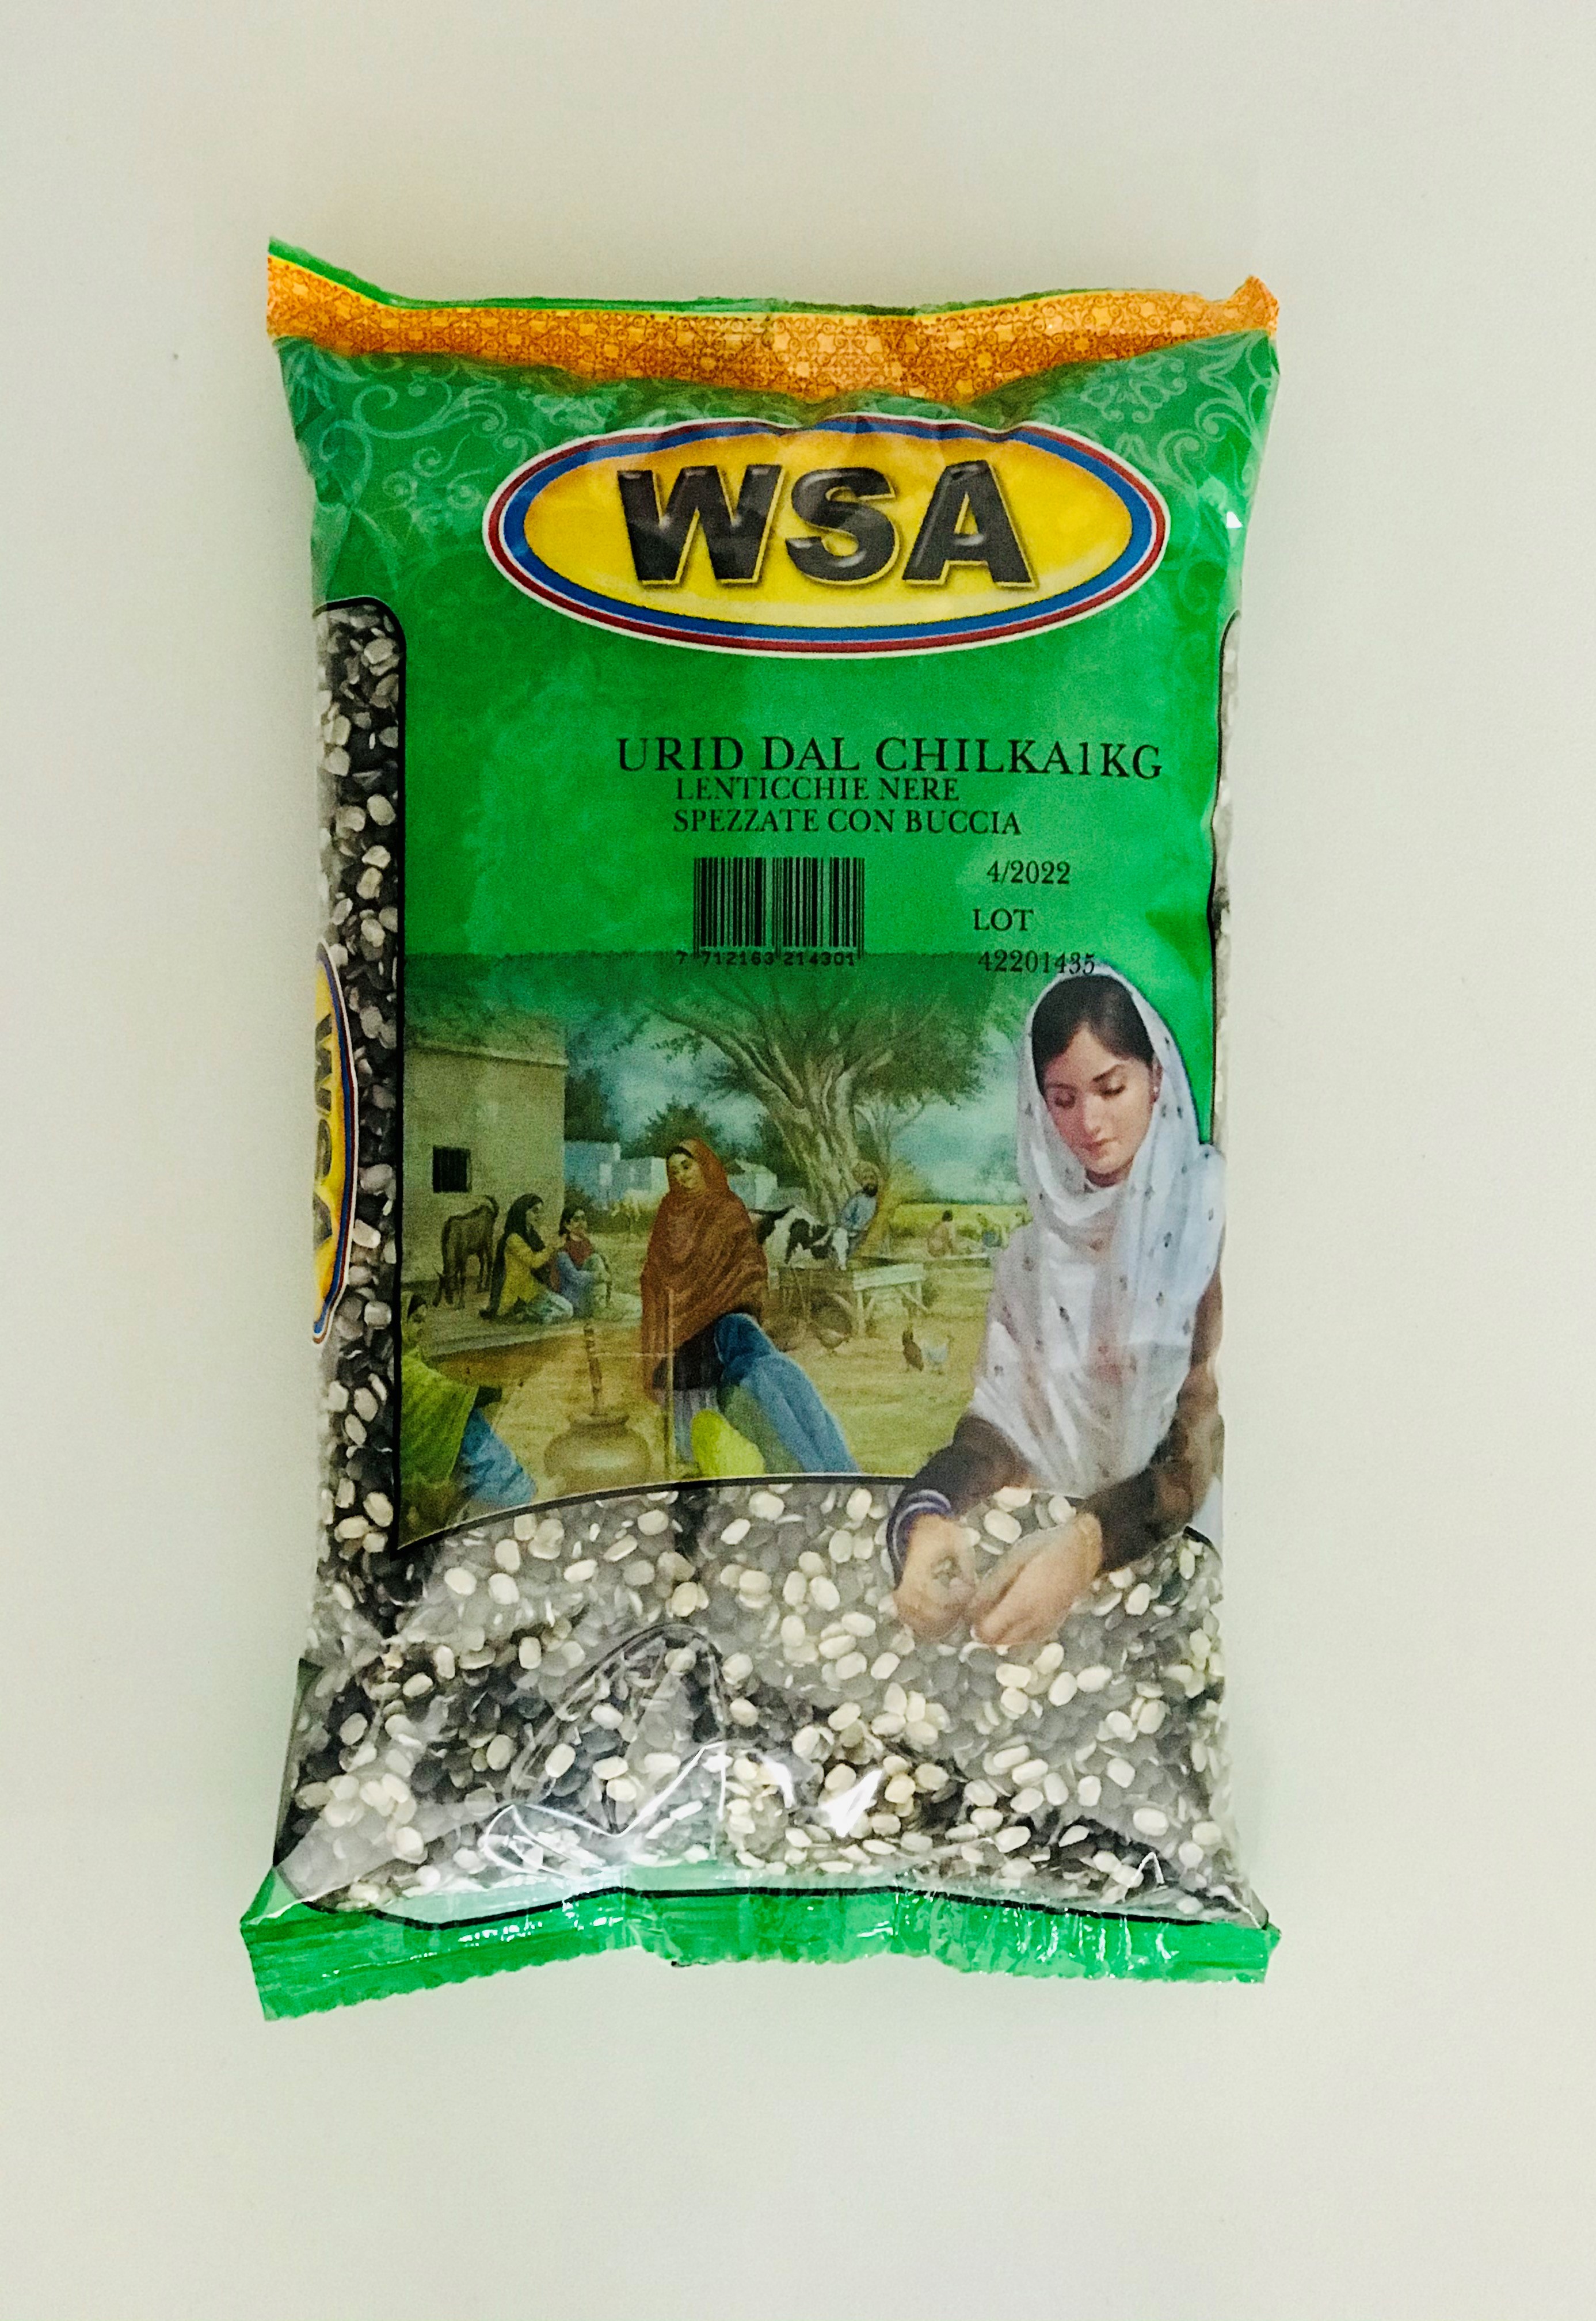 WSA
URID DAL CHILKA1KG
LENTICCHIE NERE
SPEZZATE CON BUCCIA
4/2022
LOT
7 712163 214301
42201435
WSA